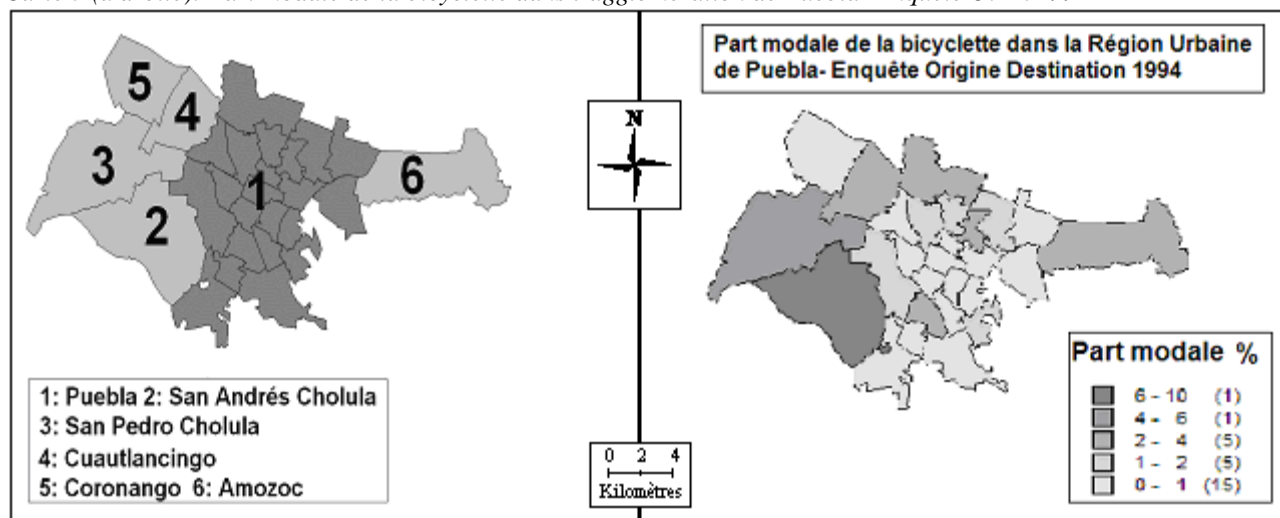 5
4
3
1
6
2
1: Puebla 2: San Andrés Cholula
3: San Pedro Cholula
4: Cuautlancingo
5: Coronango 6: Amozoc
N
0 2 4
Kilomètres
Part modale de la bicyclette dans la Région Urbaine
de Puebla- Enquête Origine Destination 1994
Part modale %
6 - 10 (1)
4 - 6 (1)
2 - 4 (5)
1 - 2 (5)
0 - 1 (15)